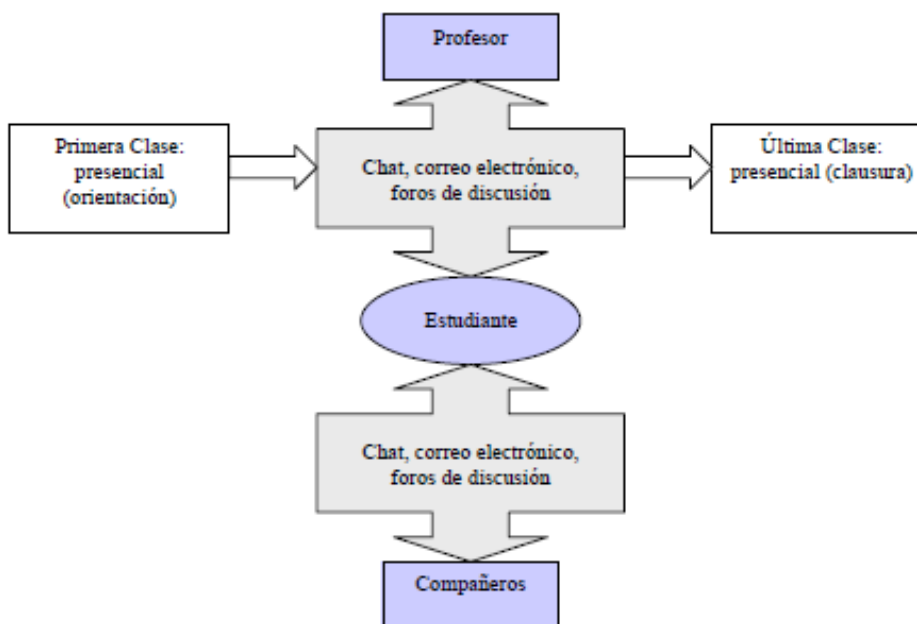 Profesor
Primera Clase:
presencial
(orientación)
Chat, correo electrónico,
foros de discusión
Última Clase:
presencial (clausura)
Estudiante
Chat, correo electrónico,
foros de discusión
Compañeros